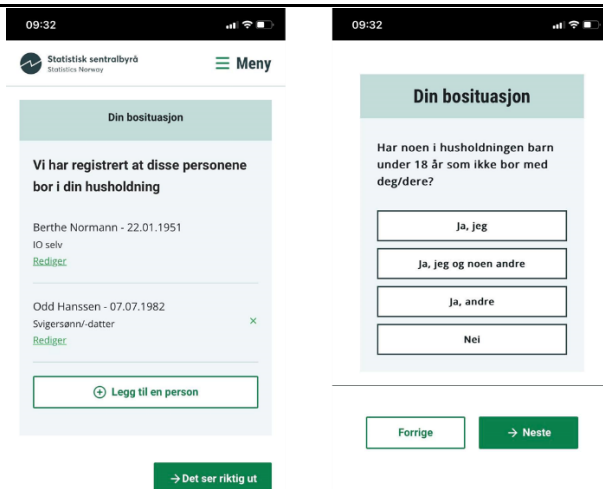 09:32
Statistisk sentralbyrå
Statistics Norway
Meny
Din bosituasjon
Vi har registrert at disse personene
bor i din husholdning
Berthe Normann - 22.01.1951
IO selv
Rediger
Odd Hanssen - 07.07.1982
Svigersønn/-datter
×
Rediger
Legg til en person
→ Det ser riktig ut
09:32
Din bosituasjon
Har noen i husholdningen barn
under 18 år som ikke bor med
deg/dere?
Ja, jeg
Ja, jeg og noen andre
Ja, andre
Nei
Forrige
→ Neste